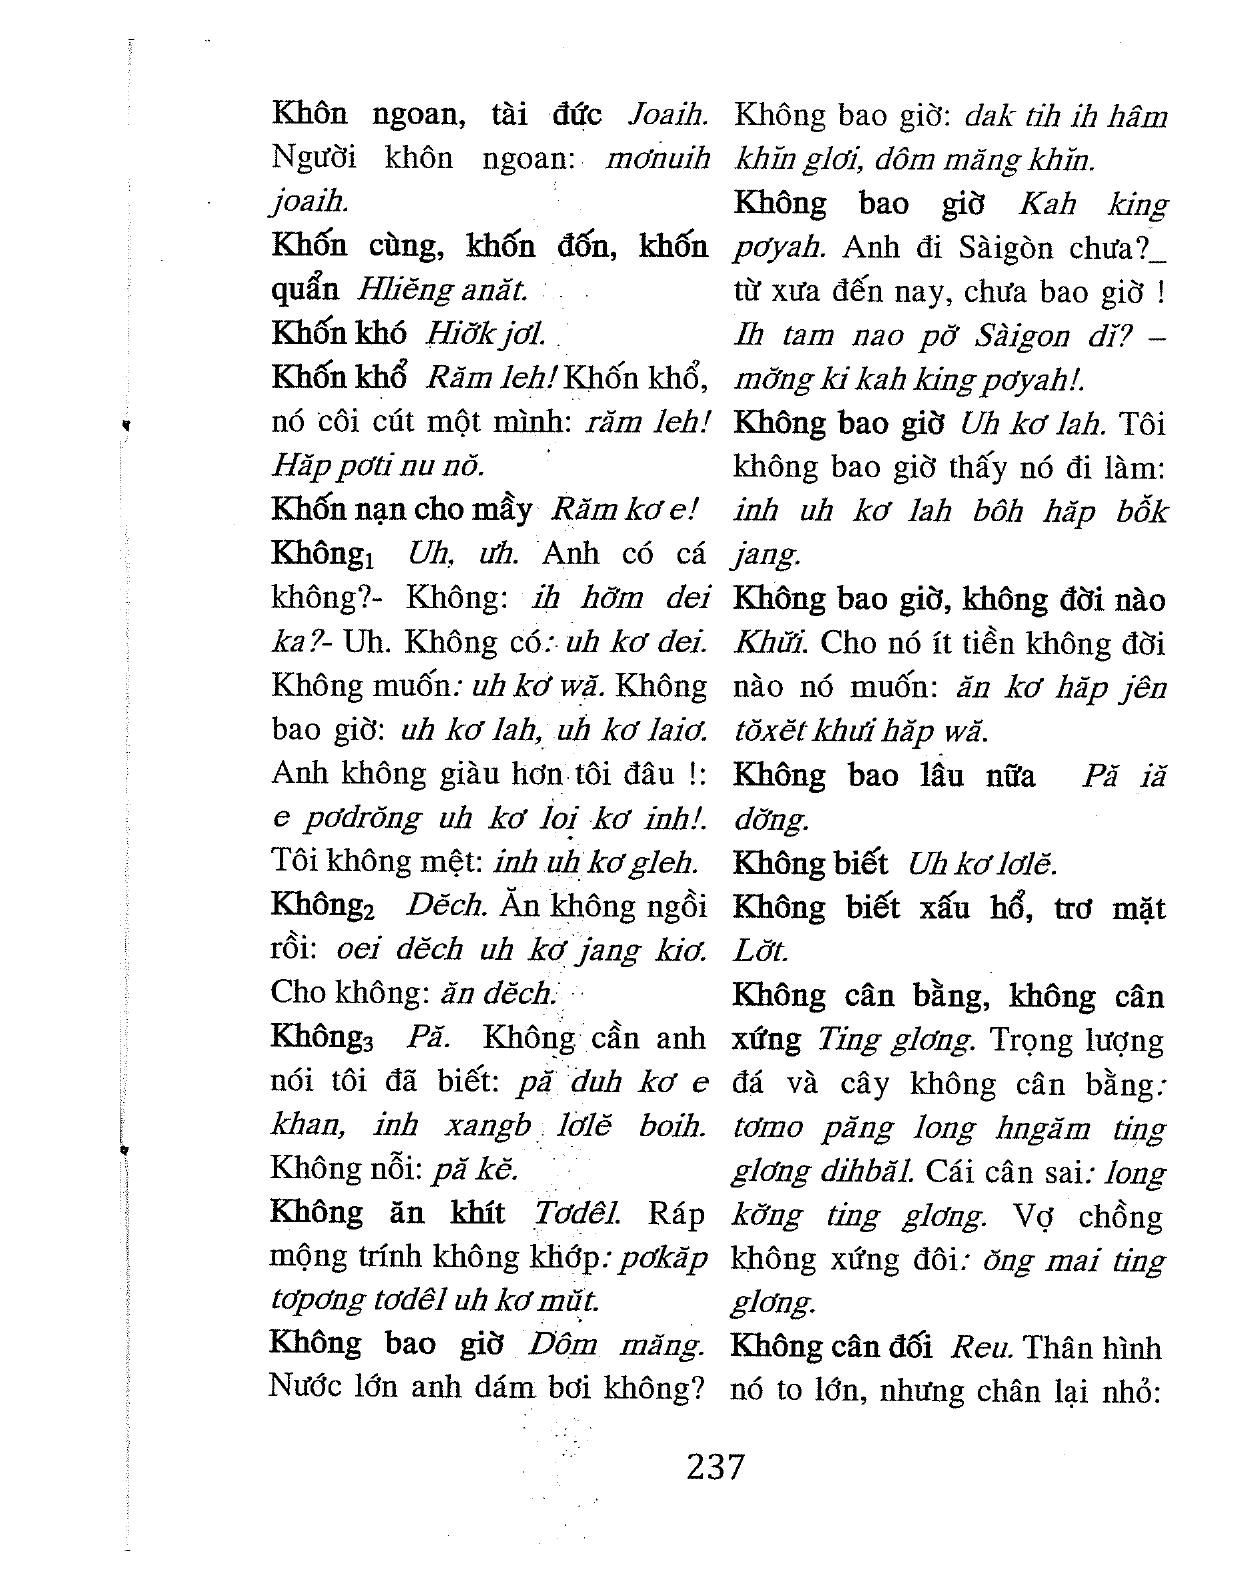 Khôn ngoan, tài đức Joaih.
Người khôn ngoan: mơnuih
joaih.
Khốn cùng, khốn đốn, khốn
quẩn Hliĕng anăt.
Khốn khó Hiơ̆k jơl.
Khốn khổ Răm leh! Khốn khổ,
nó côi cút một mình: răm leh!
Hăp pơti nu nŏ.
Khốn nạn cho mầy Răm kơ e!
Không₁ Uh, ưh. Anh có cá
không?- Không: ih hơ̆m dei
ka?- Uh. Không có: uh kơ dei.
Không muốn: uh kơ wă. Không
bao giờ: uh kơ lah, uh kơ laiơ.
Anh không giàu hơn tôi đâu !:
e pơdrŏng uh kơ loi kơ inh!.
Tôi không mệt: inh uh kơ gleh.
Không₂ Dĕch. Ăn không ngồi
rồi: oei dĕch uh kơ jang kiơ.
Cho không: ăn dĕch.
Không₃ Pă. Không cần anh
nói tôi đã biết: pă duh kơ e
khan, inh xangb lơlĕ boih.
Không nỗi: pă kĕ.
Không ăn khít Tơdêl. Ráp
mộng trính không khớp: pơkăp
tơpơng tơdêl uh kơ mŭt.
Không bao giờ Dôm măng.
Nước lớn anh dám bơi không?
Không bao giờ: dak tih ih hâm
khĭn glơi, dôm măng khĭn.
Không bao giờ Kah king
pơyah. Anh đi Sàigòn chưa?_
từ xưa đến nay, chưa bao giờ !
Ih tam nao pơ̆ Sàigon dĭ? –
mơ̆ng ki kah king pơyah!.
Không bao giờ Uh kơ lah. Tôi
không bao giờ thấy nó đi làm:
inh uh kơ lah bôh hăp bô̆k
jang.
Không bao giờ, không đời nào
Khư̆i. Cho nó ít tiền không đời
nào nó muốn: ăn kơ hăp jên
tŏxĕt khưi hăp wă.
Không bao lâu nữa Pă iă
dơ̆ng.
Không biết Uh kơ lơlĕ.
Không biết xấu hổ, trơ mặt
Lơ̆t.
Không cân bằng, không cân
xứng Ting glơng. Trọng lượng
đá và cây không cân bằng:
tơmo păng long hngăm ting
glơng dihbăl. Cái cân sai: long
kơ̆ng ting glơng. Vợ chồng
không xứng đôi: ŏng mai ting
glơng.
Không cân đối Reu. Thân hình
nó to lớn, nhưng chân lại nhỏ:
237